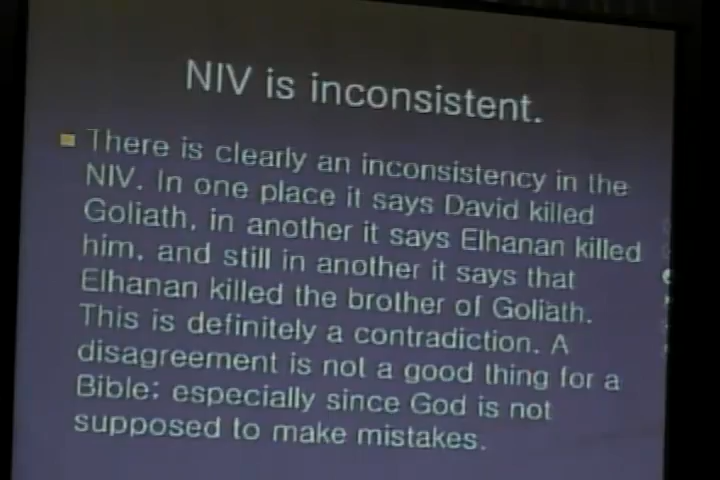 NIV is inconsistent.
There is clearly an inconsistency in the
NIV. In one place it says David killed
Goliath, in another it says Elhanan killed
him, and still in another it says that
Elhanan killed the brother of Goliath.
This is definitely a contradiction. A
disagreement is not a good thing for a
Bible; especially since God is not
supposed to make mistakes.